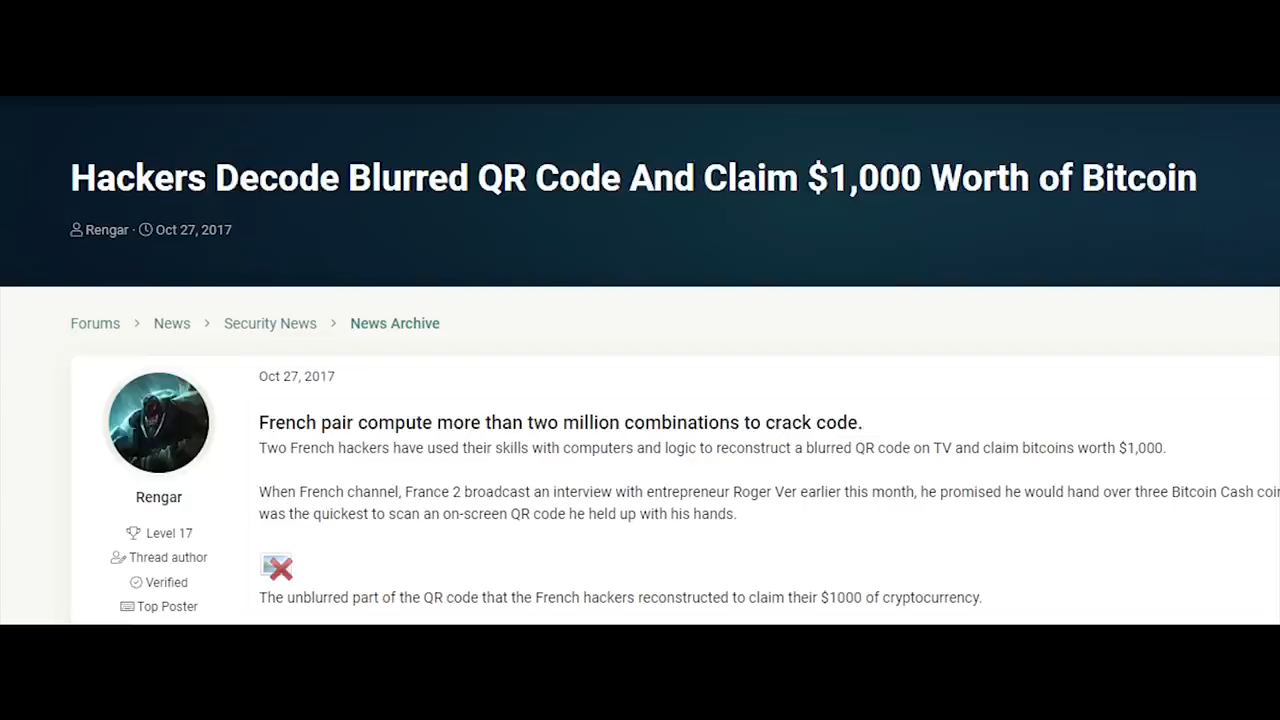 Hackers Decode Blurred QR Code And Claim $1,000 Worth of Bitcoin
Rengar · Oct 27, 2017
Forums > News > Security News > News Archive
Oct 27, 2017
French pair compute more than two million combinations to crack code.
Two French hackers have used their skills with computers and logic to reconstruct a blurred QR code on TV and claim bitcoins worth $1,000.
When French channel, France 2 broadcast an interview with entrepreneur Roger Ver earlier this month, he promised he would hand over three Bitcoin Cash
was the quickest to scan an on-screen QR code he held up with his hands.
The unblurred part of the QR code that the French hackers reconstructed to claim their $1000 of cryptocurrency.
Rengar
Level 17
Thread author
Verified
Top Poster